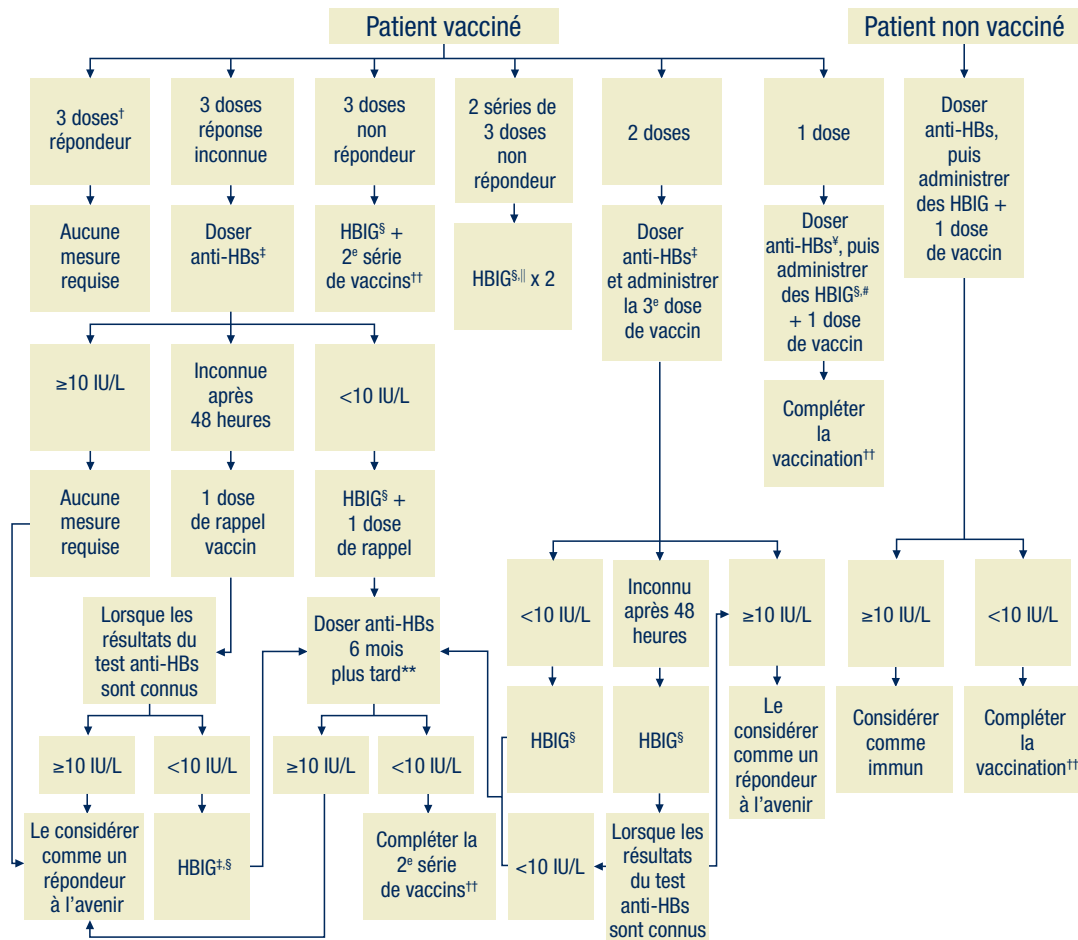 Patient vacciné
Patient non vacciné
3 doses†
répondeur
3 doses
réponse
inconnue
3 doses
non
répondeur
2 séries de
3 doses
non
répondeur
2 doses
1 dose
Doser
anti-HBs,
puis
administrer
des HBIG +
1 dose
de vaccin
Aucune
mesure
requise
Doser
anti-HBs‡
HBIG§ +
2e série
de vaccins††
HBIG§,|| x 2
Doser
anti-HBs‡
et administrer
la 3e dose
de vaccin
Doser
anti-HBs¥, puis
administrer
des HBIG§,#
+ 1 dose
de vaccin
≥10 IU/L
Inconnue
après
48 heures
<10 IU/L
Compléter
la
vaccination††
Aucune
mesure
requise
1 dose
de rappel
vaccin
HBIG§ +
1 dose
de rappel
<10 IU/L
Inconnu
après 48
heures
≥10 IU/L
≥10 IU/L
<10 IU/L
Lorsque les
résultats du
test anti-HBs
sont connus
Doser anti-HBs
6 mois
plus tard**
HBIG§
HBIG§
Le
considérer
comme un
répondeur
à l’avenir
Considérer
comme
immun
Compléter
la
vaccination††
≥10 IU/L
<10 IU/L
≥10 IU/L
<10 IU/L
Le considérer
comme un
répondeur
à l’avenir
HBIG‡,§
Compléter la
2e série
de vaccins††
<10 IU/L
Lorsque les
résultats
du test
anti-HBs
sont connus